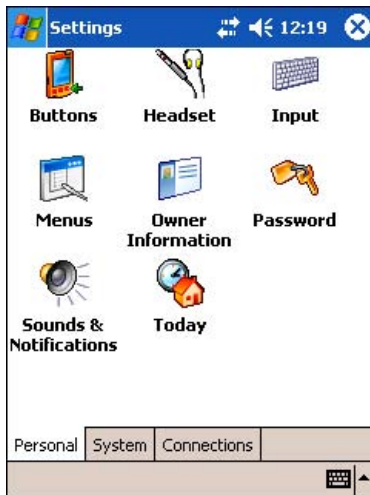 Settings 12:19
Buttons Headset Input
Menus Owner Information Password
Sounds & Notifications Today
Personal System Connections